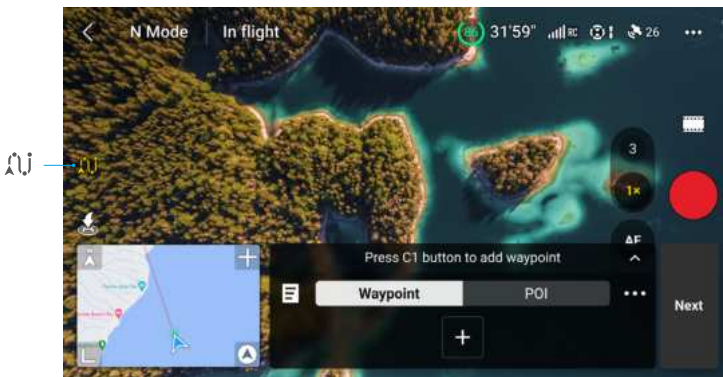 N Mode In flight 86 31'59" RC 26
3
1×
AF
Press C1 button to add waypoint
Waypoint POI
Next